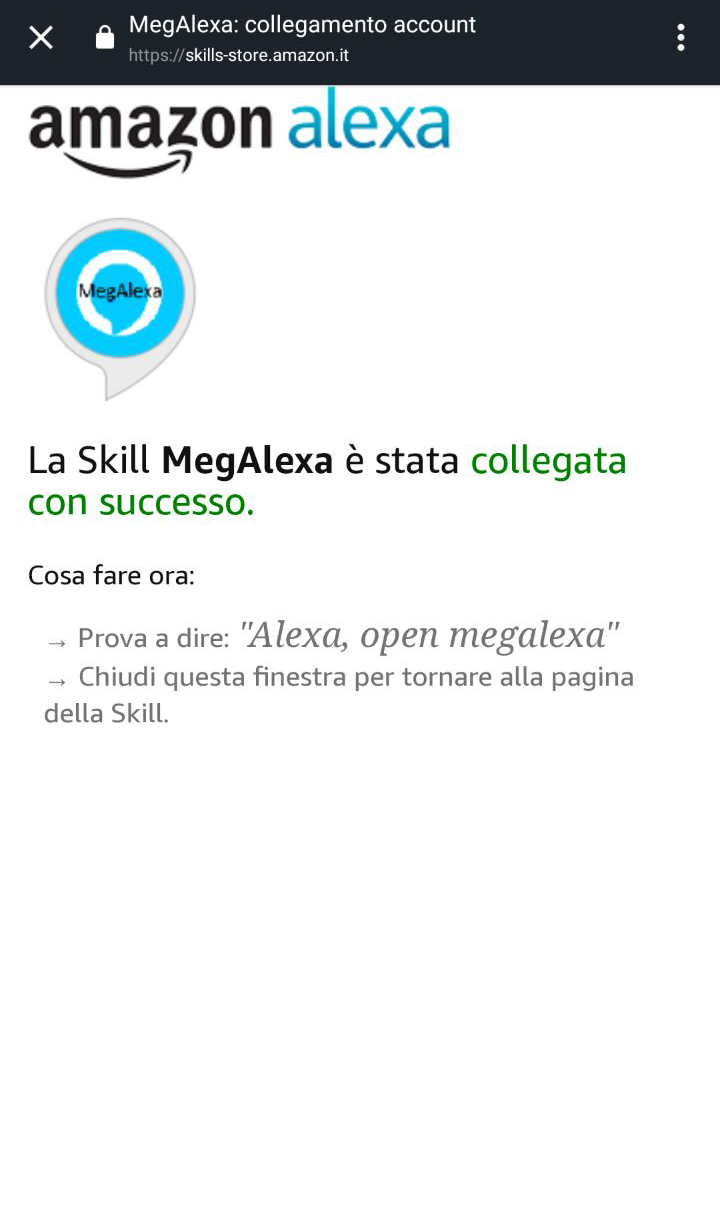 MegAlexa: collegamento account
https://skills-store.amazon.it
amazon alexa
MegAlexa
La Skill MegAlexa è stata collegata
con successo.
Cosa fare ora:
→ Prova a dire: "Alexa, open megalexa"
→ Chiudi questa finestra per tornare alla pagina
della Skill.